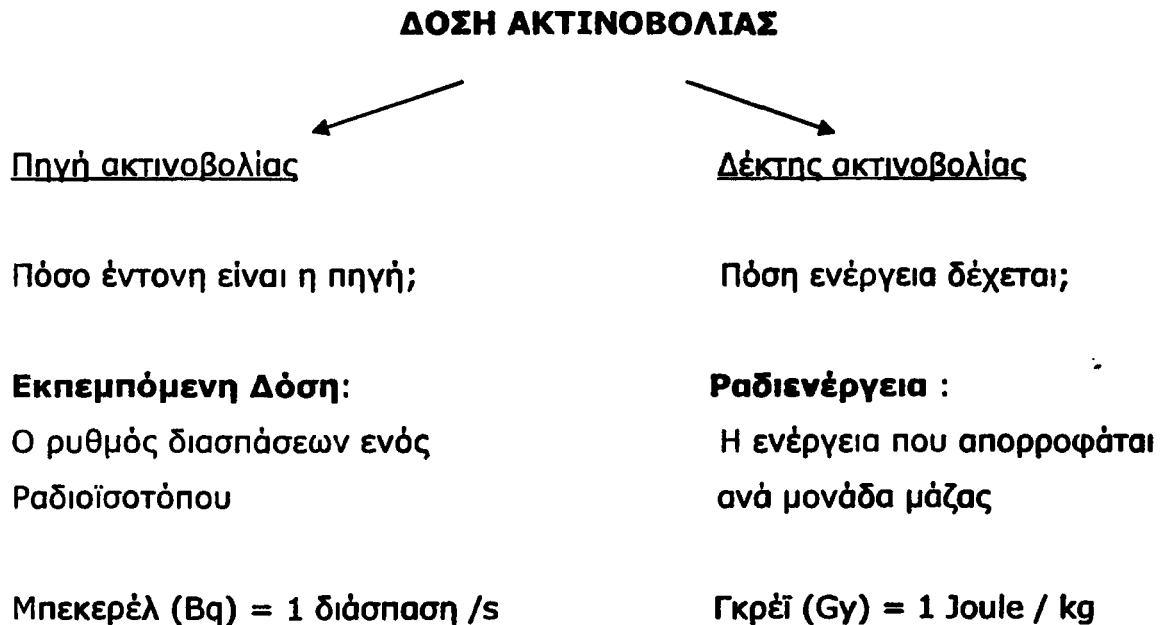 ΔΟΣΗ ΑΚΤΙΝΟΒΟΛΙΑΣ
Πηγή ακτινοβολίας
Πόσο έντονη είναι η πηγή;
Εκπεμπόμενη Δόση:
Ο ρυθμός διασπάσεων ενός
Ραδιοϊσοτόπου
Μπεκερέλ (Bq) = 1 διάσπαση /s
Δέκτης ακτινοβολίας
Πόση ενέργεια δέχεται;
Ραδιενέργεια :
Η ενέργεια που απορροφάται
ανά μονάδα μάζας
Γκρέϊ (Gy) = 1 Joule / kg